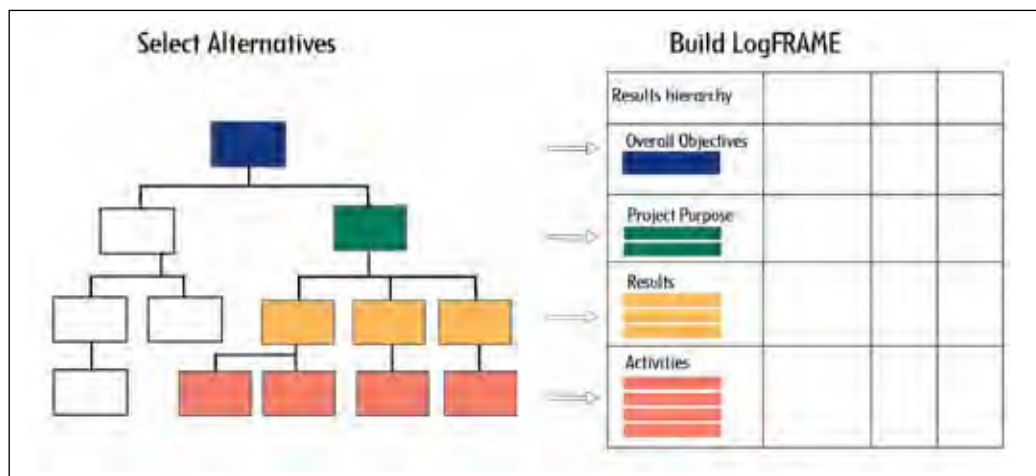 Select Alternatives
Build LogFRAME
Results hierarchy
Overall Objectives
Project Purpose
Results
Activities